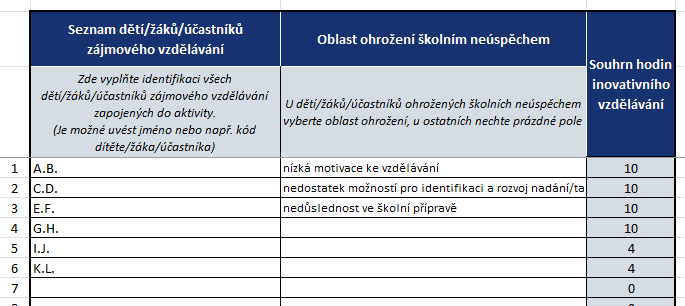 Seznam dětí/žáků/účastníků
zájmového vzdělávání
Oblast ohrožení školním neúspěchem
Souhrn hodin
inovativního
vzdělávání
Zde vyplňte identifikaci všech
dětí/žáků/účastníků zájmového vzdělávání
zapojených do aktivity.
(Je možné uvést jméno nebo např. kód
dítěte/žáka/účastníka)
U dětí/žáků/účastníků ohrožených školních neúspěchem
vyberte oblast ohrožení, u ostatních nechte prázdné pole
1 A.B. nízká motivace ke vzdělávání 10
2 C.D. nedostatek možností pro identifikaci a rozvoj nadání/ta 10
3 E.F. nedůslednost ve školní přípravě 10
4 G.H. 10
5 I.J. 4
6 K.L. 4
7 0